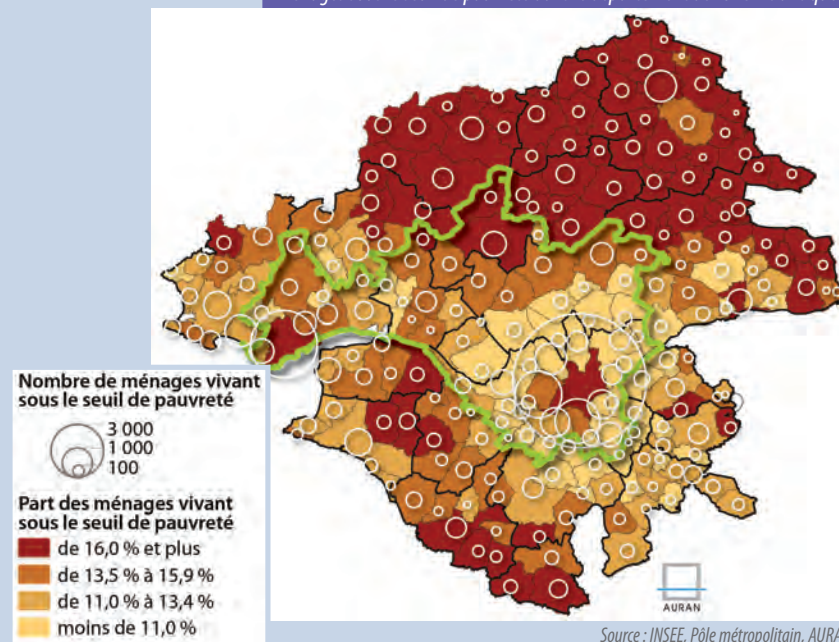 Nombre de ménages vivant
sous le seuil de pauvreté
3 000
1 000
100
Part des ménages vivant
sous le seuil de pauvreté
de 16,0 % et plus
de 13,5 % à 15,9 %
de 11,0 % à 13,4 %
moins de 11,0 %
AURAN
Source : INSEE, Pôle métropolitain, AURA